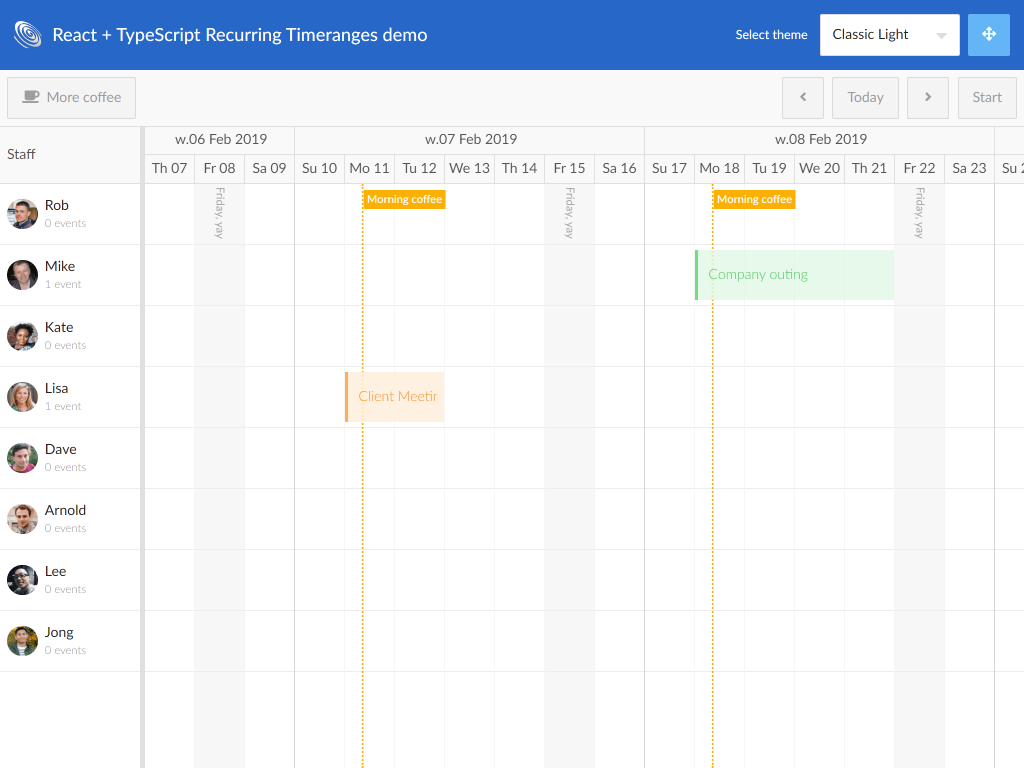 React + TypeScript Recurring Timeranges demo
Select theme
Classic Light
More coffee
Today
Start
Staff
w.06 Feb 2019
w.07 Feb 2019
w.08 Feb 2019
Th 07
Fr 08
Sa 09
Su 10
Mo 11
Tu 12
We 13
Th 14
Fr 15
Sa 16
Su 17
Mo 18
Tu 19
We 20
Th 21
Fr 22
Sa 23
Su 2
Rob
0 events
Friday, yay
Morning coffee
Friday, yay
Morning coffee
Friday, yay
Mike
1 event
Company outing
Kate
0 events
Lisa
1 event
Client Meetin
Dave
0 events
Arnold
0 events
Lee
0 events
Jong
0 events